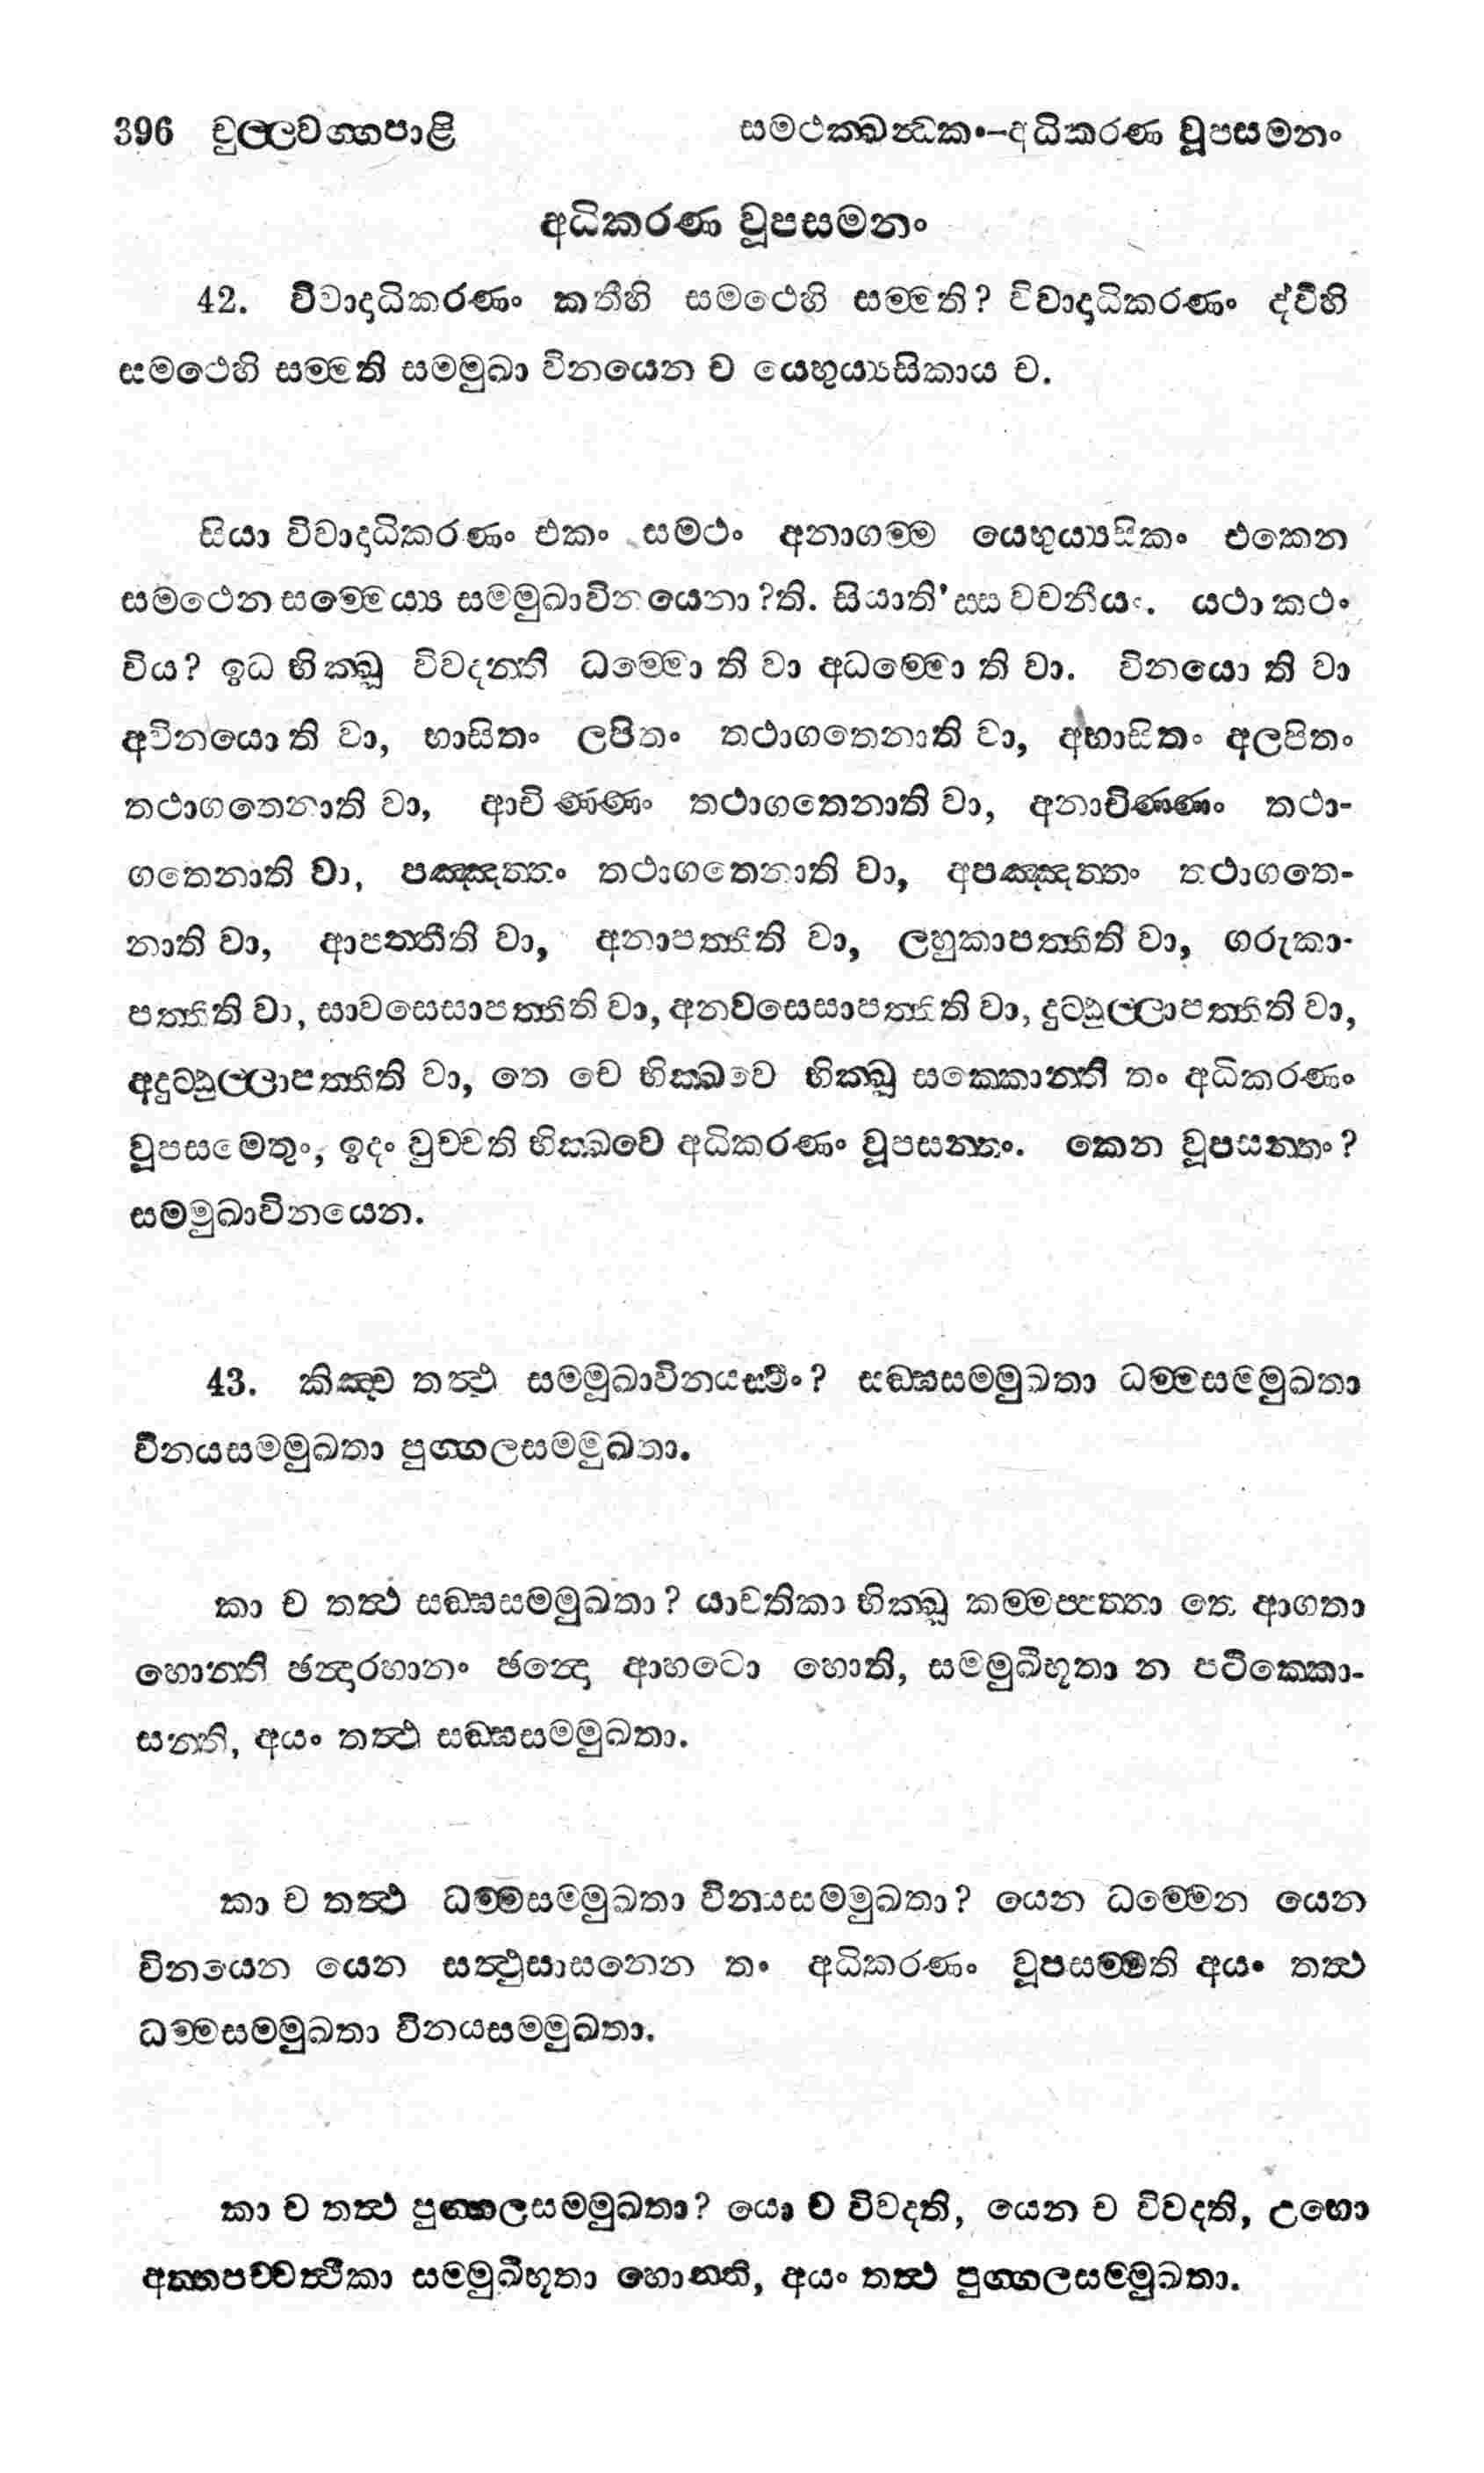 396 චුල්ලවග්ගපාළි සමථක්ඛන්ධකං–අධිකරණ වූපසමනං
අධිකරණ වූපසමනං
42. විවාදාධිකරණං කතීහි සමථෙහි සම්මති? විවාදාධිකරණං ද්වීහි
සමථෙහි සම්මති සම්මුඛා විනයෙන ච යෙභුය්‍යසිකාය ච.
සියා විවාදාධිකරණං එකං සමථං අනාගම්ම යෙභුය්‍යසිකං එකෙන
සමථෙන සම්මෙය්‍ය සම්මුඛාවිනයෙනා?ති. සියාති'ස්ස වචනීයං. යථා කථං
විය? ඉධ භික්ඛූ විවදන්ති ධම්මො ති වා අධම්මො ති වා. විනයො ති වා
අවිනයො ති වා, භාසිතං ලපිතං තථාගතෙනාති වා, අභාසිතං අලපිතං
තථාගතෙනාති වා, ආචිණ්ණං තථාගතෙනාති වා, අනාචිණ්ණං තථා-
ගතෙනාති වා, පඤ්ඤත්තං තථාගතෙනාති වා, අපඤ්ඤත්තං තථාගතෙ-
නාති වා, ආපත්තීති වා, අනාපත්තීති වා, ලහුකාපත්තීති වා, ගරුකා-
පත්තීති වා, සාවසෙසාපත්තීති වා, අනවසෙසාපත්තීති වා, දුට්ඨුල්ලාපත්තීති වා,
අදුට්ඨුල්ලාපත්තීති වා, තෙ චෙ භික්ඛවෙ භික්ඛූ සක්කොන්ති තං අධිකරණං
වූපසමෙතුං, ඉදං වුච්චති භික්ඛවෙ අධිකරණං වූපසන්තං. කෙන වූපසන්තං?
සම්මුඛාවිනයෙන.
43. කිඤ්ච තත්ථ සම්මූඛාවිනයස්මිං? සඞ්ඝසම්මුඛතා ධම්මසම්මුඛතා
විනයසම්මුඛතා පුග්ගලසම්මුඛතා.
කා ච තත්ථ සඞ්ඝසම්මුඛතා? යාවතිකා භික්ඛූ කම්මප්පත්තා තෙ ආගතා
හොන්ති ඡන්දාරහානං ඡන්දො ආහටො හොති, සම්මුඛීභූතා න පටික්කො-
සන්ති, අයං තත්ථ සඞ්ඝසම්මුඛතා.
කා ච තත්ථ ධම්මසම්මුඛතා විනයසම්මුඛතා? යෙන ධම්මෙන යෙන
විනයෙන යෙන සත්ථුසාසනෙන තං අධිකරණං වූපසම්මති අයං තත්ථ
ධම්මසම්මුඛතා විනයසම්මුඛතා.
කා ච තත්ථ පුග්ගලසම්මුඛතා? යො ච විවදති, යෙන ච විවදති, උභො
අත්තපච්චත්ථිකා සම්මුඛීභූතා හොන්ති, අයං තත්ථ පුග්ගලසම්මුඛතා.